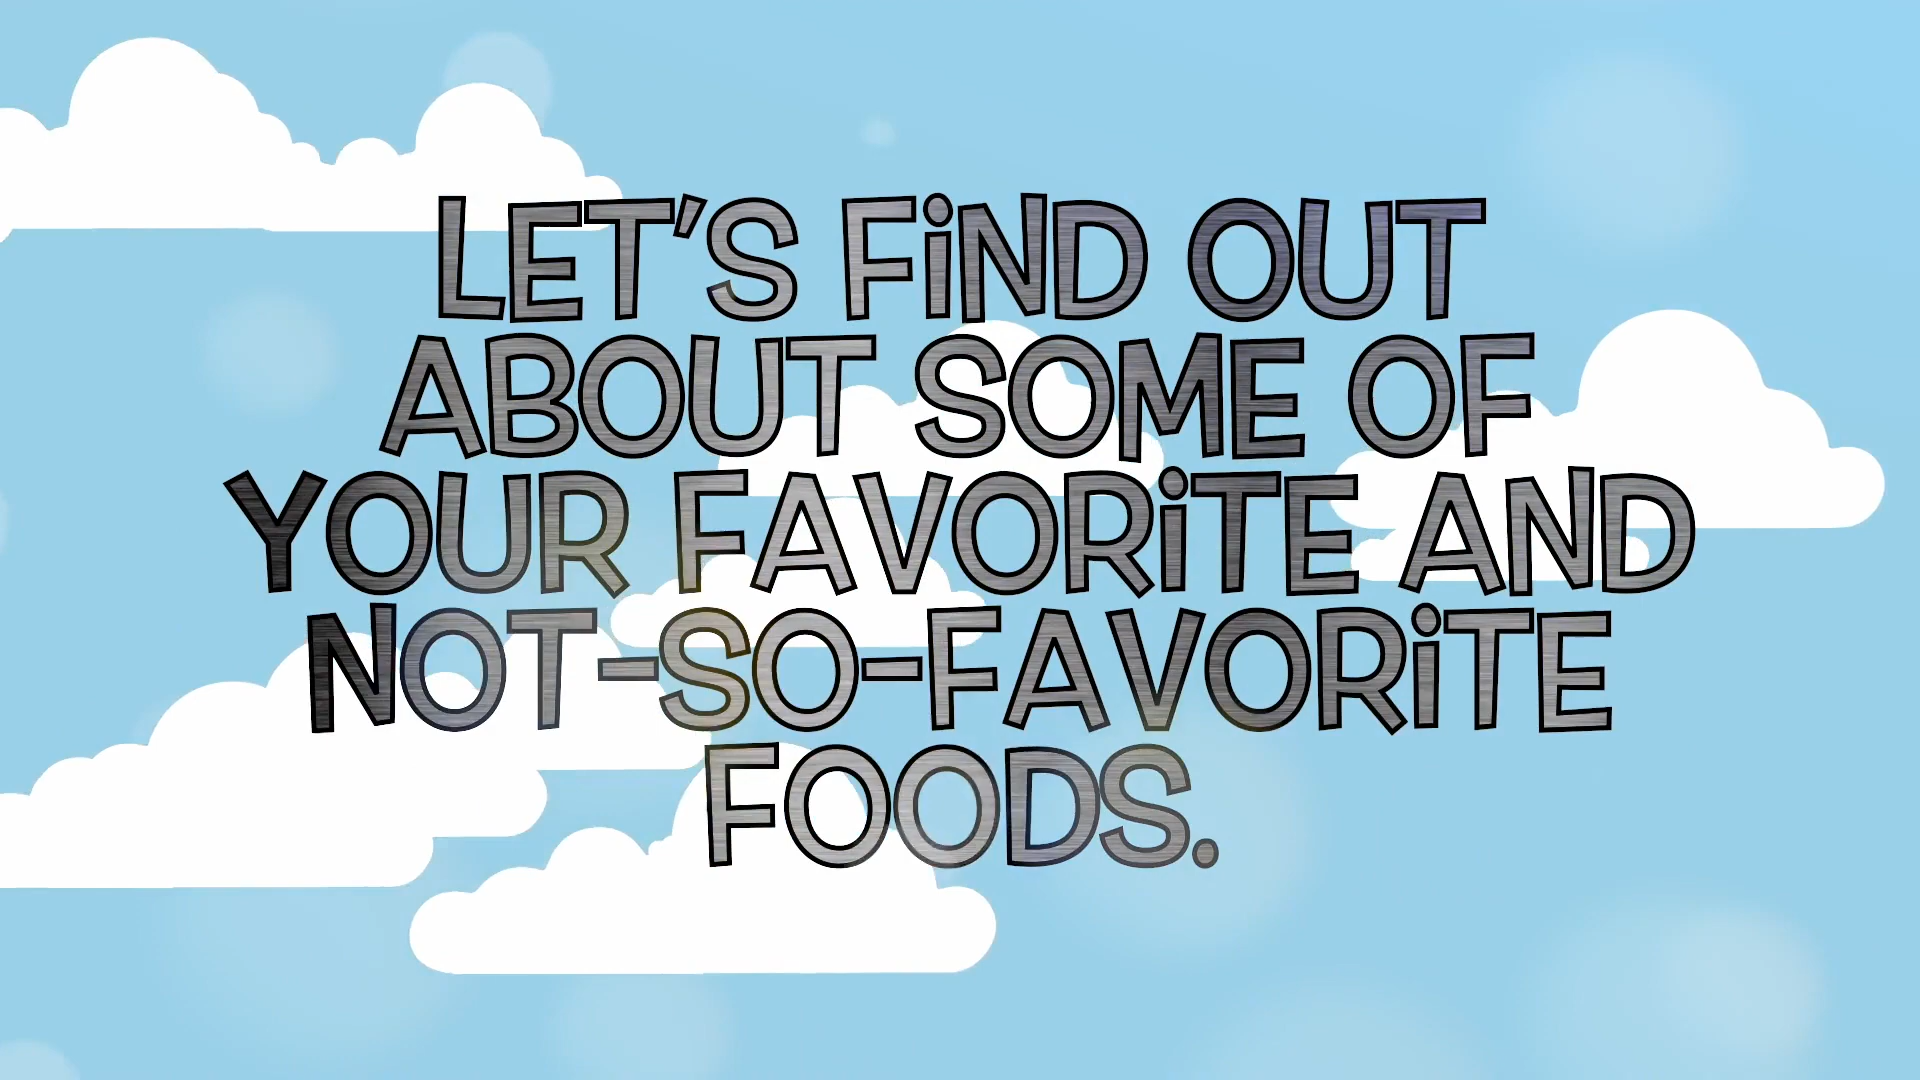 LET'S FiND OUT
ABOUT SOME OF
YOUR FAVORiTE AND
NOT-SO-FAVORiTE
FOODS.